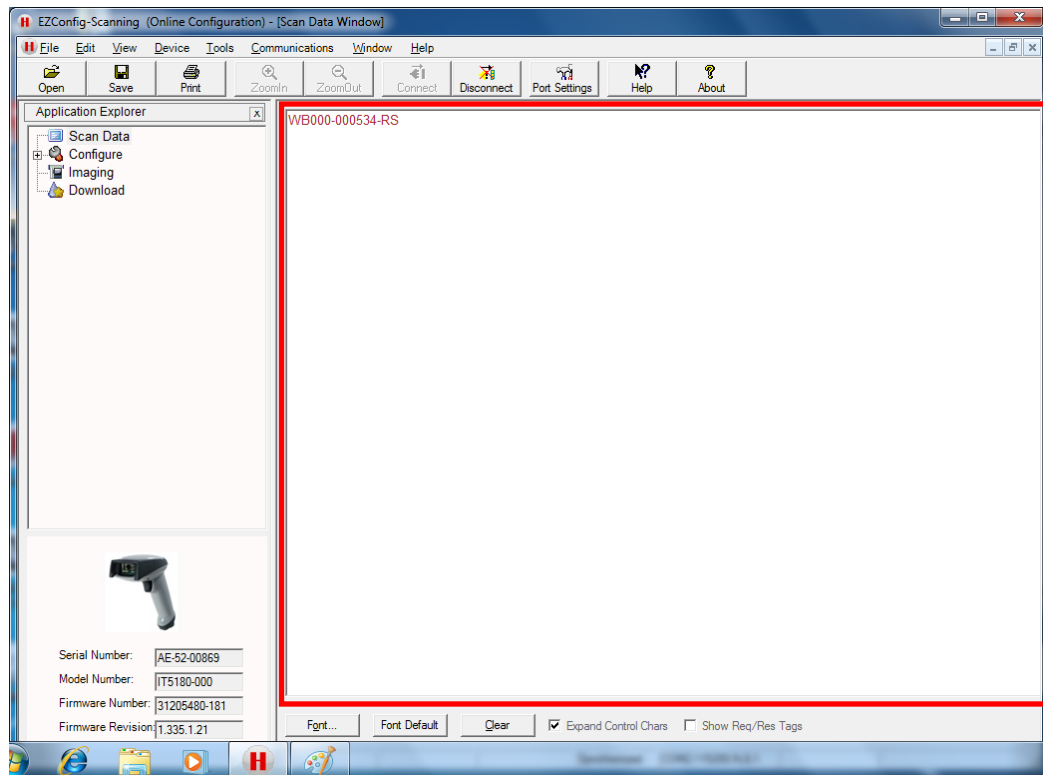 EZConfig-Scanning (Online Configuration) - [Scan Data Window]
File Edit View Device Tools Communications Window Help
Open Save Print ZoomIn ZoomOut Connect Disconnect Port Settings Help About
Application Explorer
WB000-000534-RS
Scan Data
Configure
Imaging
Download
Serial Number: AE-52-00869
Model Number: IT5180-000
Firmware Number: 31205480-181
Firmware Revision: 1.335.1.21
Font... Font Default Clear Expand Control Chars Show Req/Res Tags